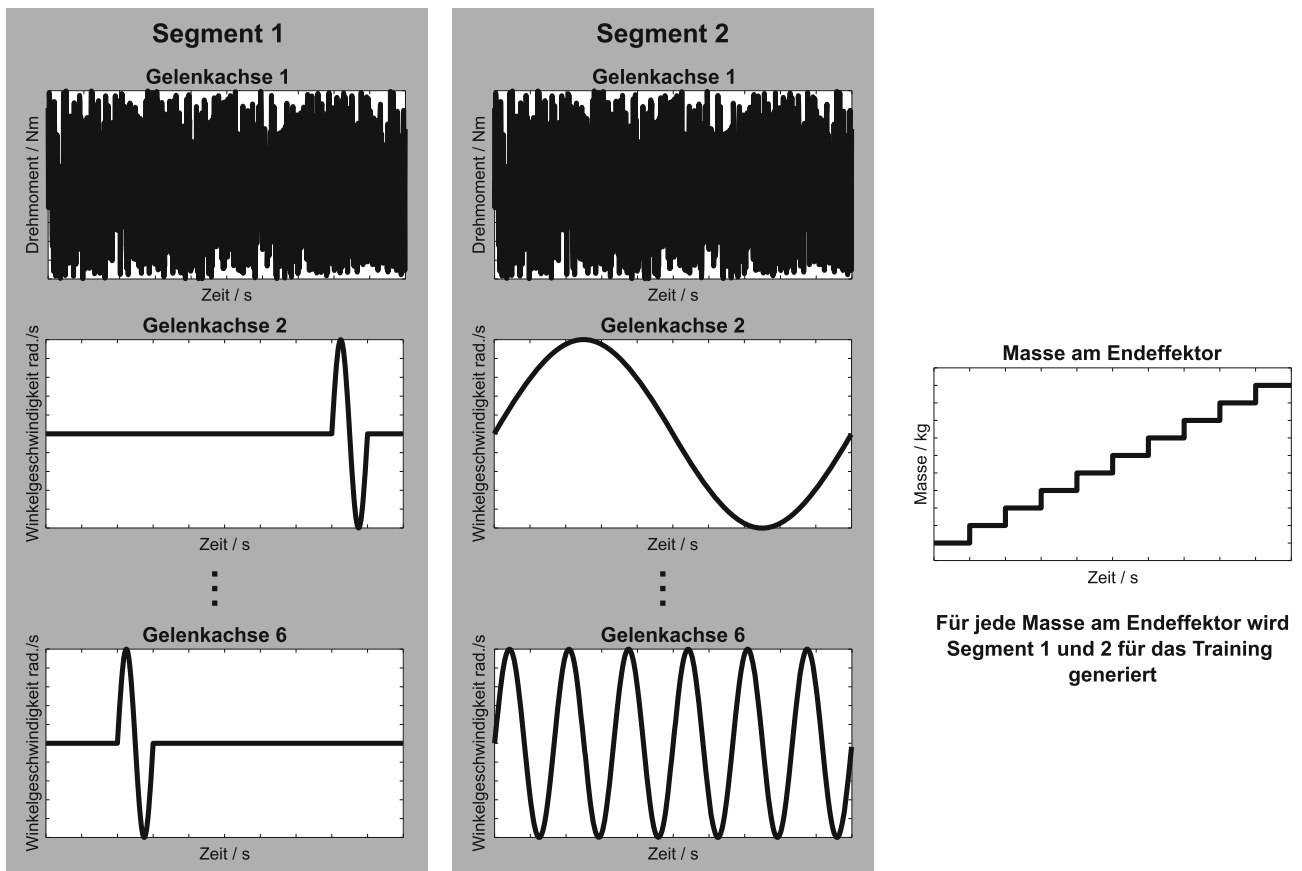 Segment 1
Gelenkachse 1
Drehmoment / Nm
Zeit / s
Gelenkachse 2
Winkelgeschwindigkeit rad./s
Zeit / s
Gelenkachse 6
Winkelgeschwindigkeit rad./s
Zeit / s
Segment 2
Gelenkachse 1
Drehmoment / Nm
Zeit / s
Gelenkachse 2
Winkelgeschwindigkeit rad./s
Zeit / s
Gelenkachse 6
Winkelgeschwindigkeit rad./s
Zeit / s
Masse am Endeffektor
Masse / kg
Zeit / s
Für jede Masse am Endeffektor wird
Segment 1 und 2 für das Training
generiert